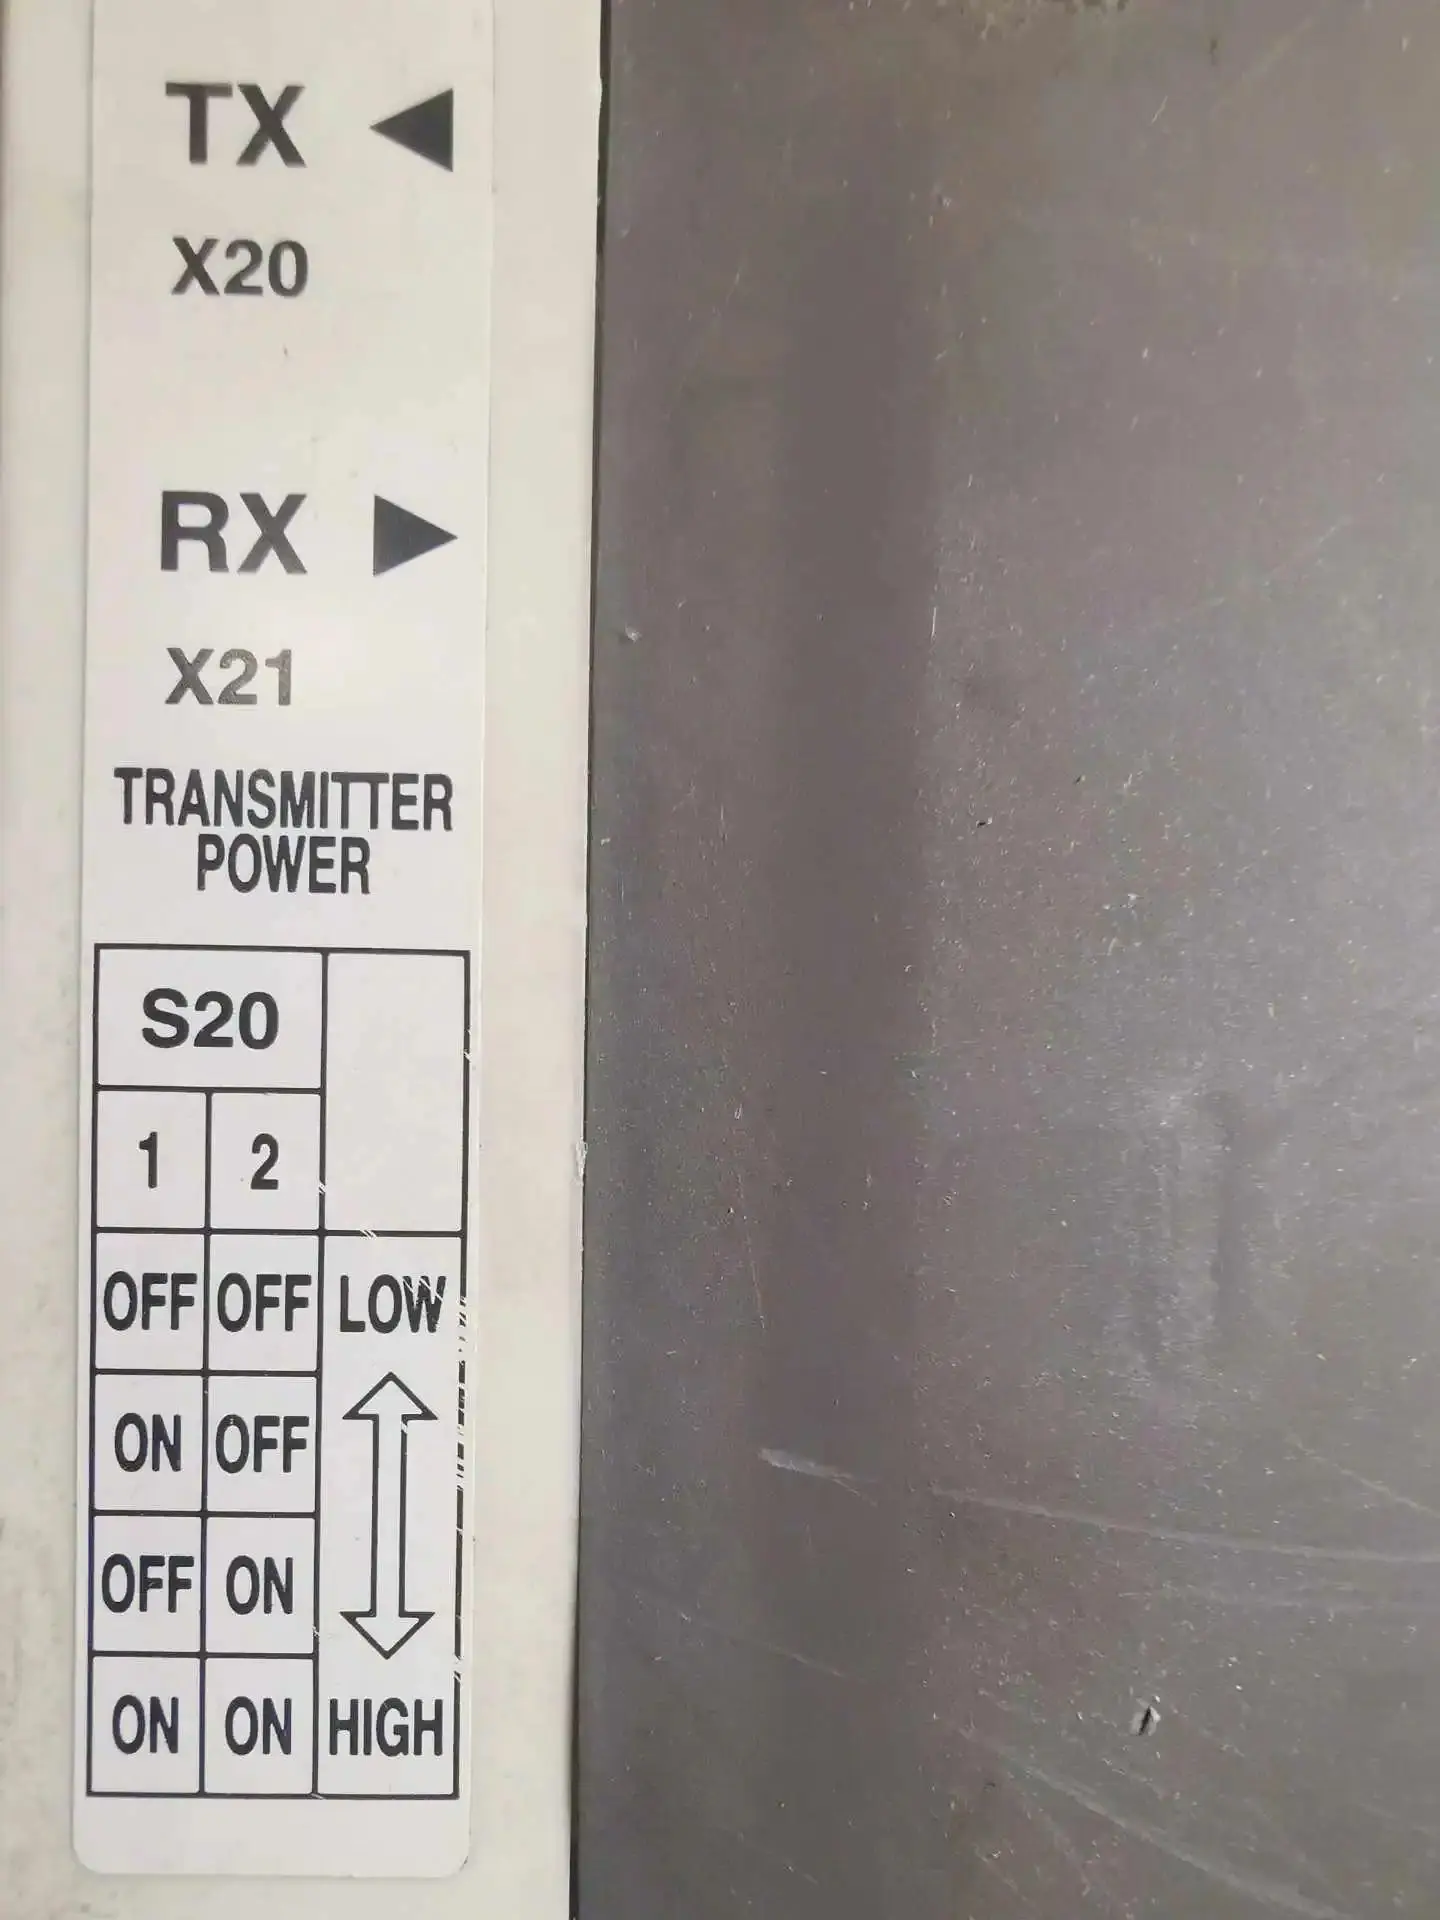 TX ◀
X20
RX ▶
X21
TRANSMITTER
POWER
S20
1 2
OFF OFF LOW
ON OFF
OFF ON
ON ON HIGH